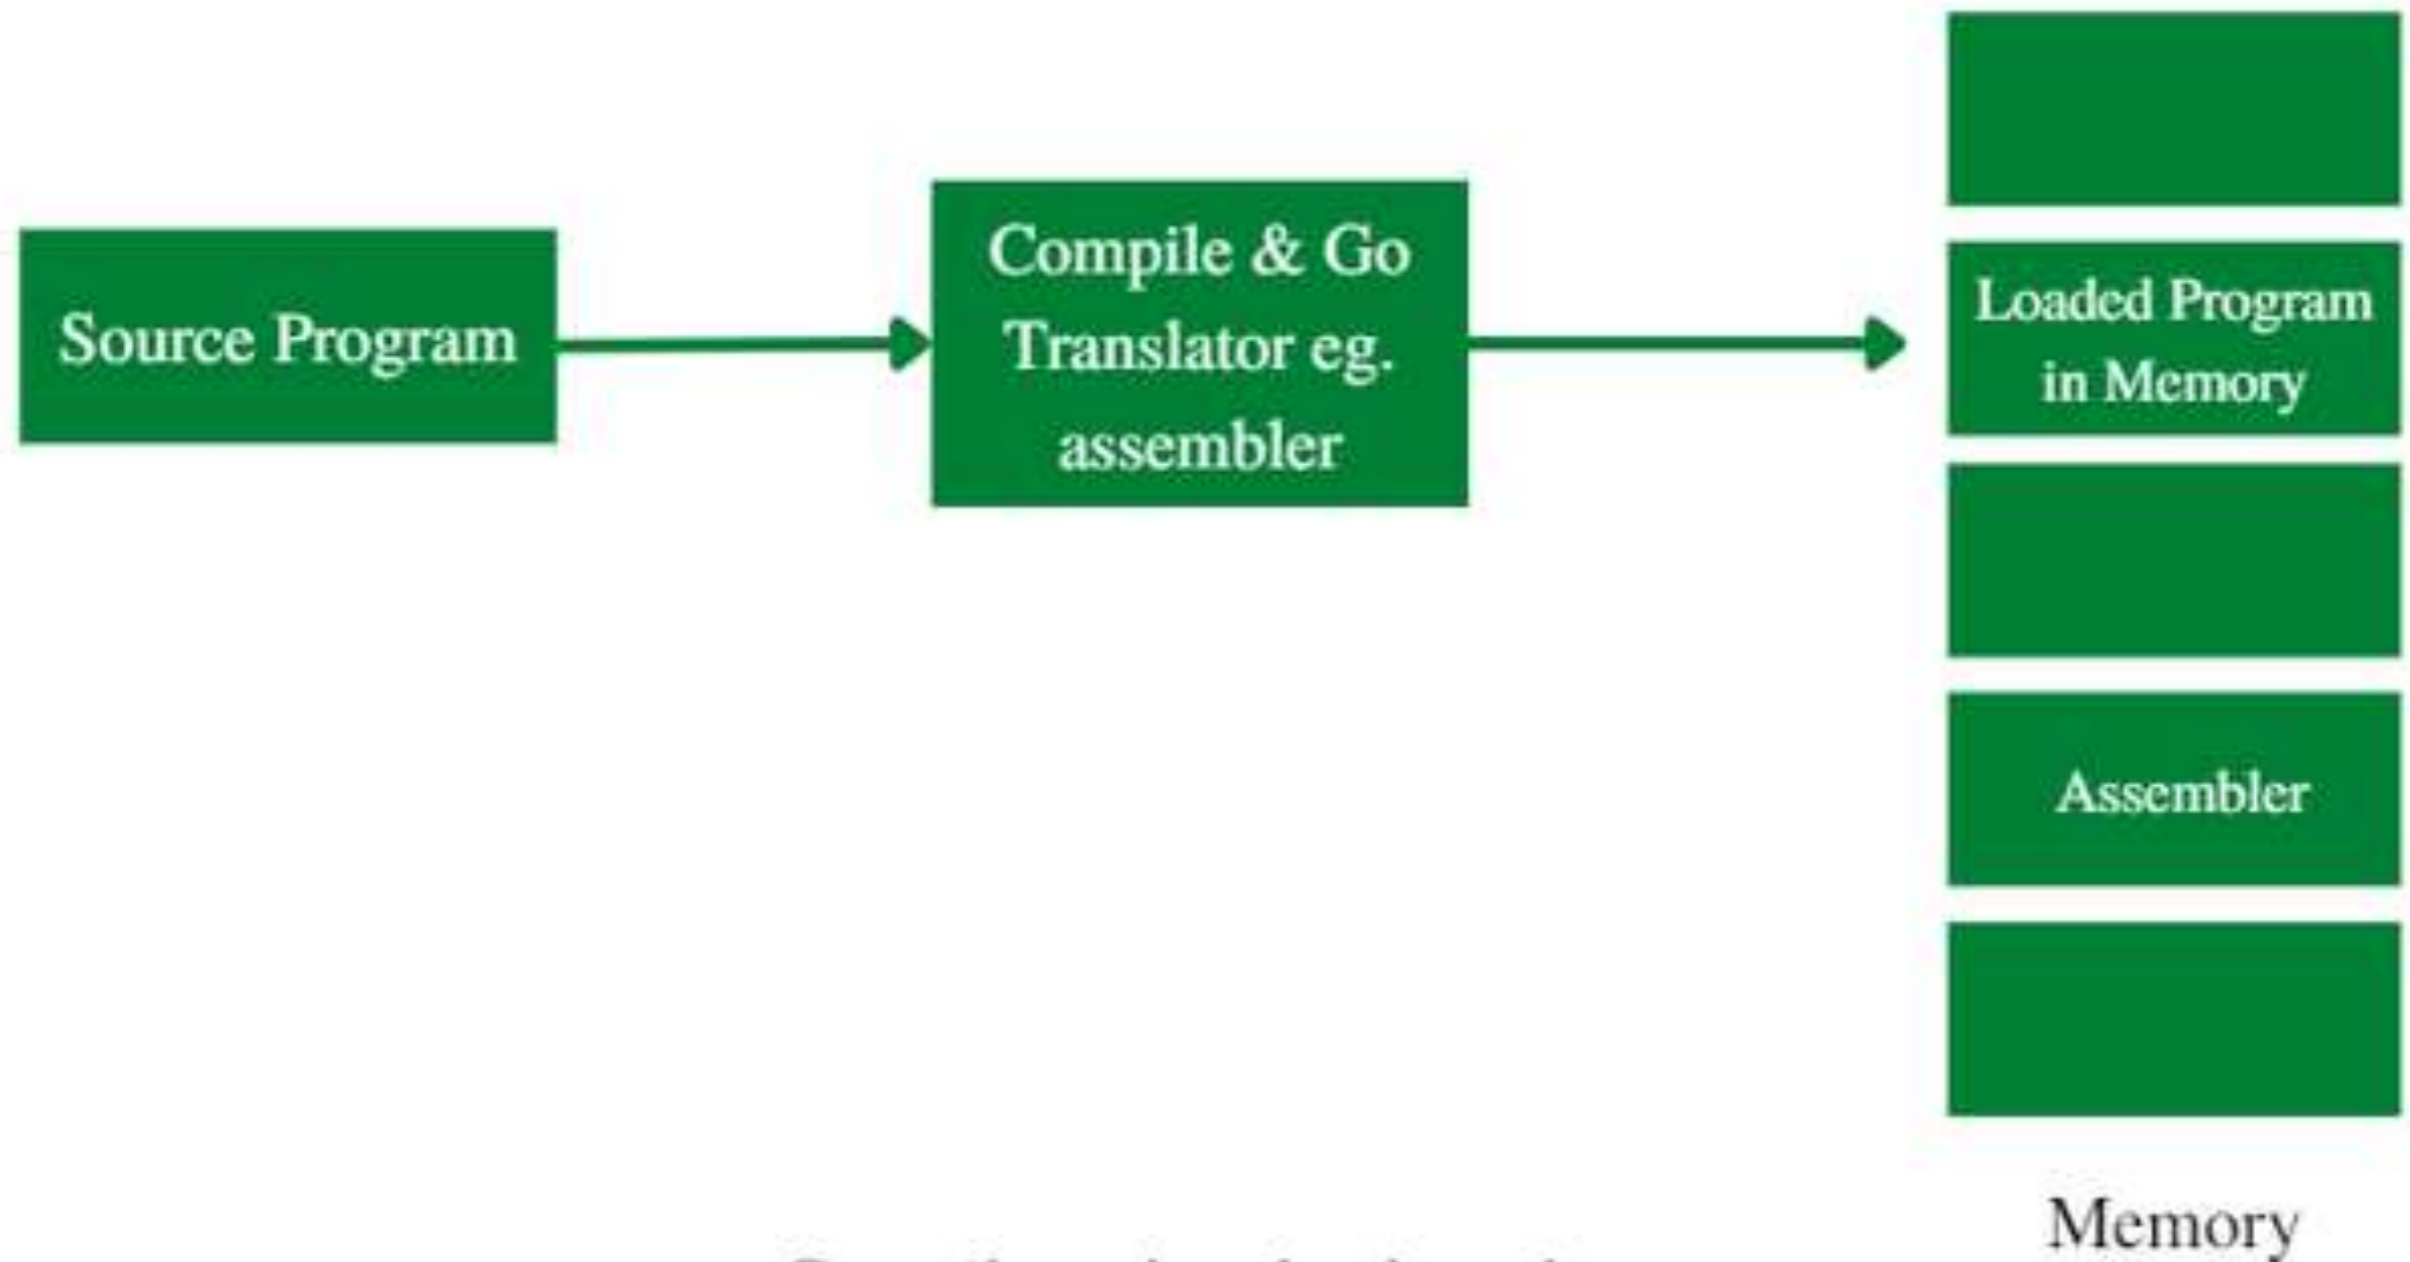 Source Program
Compile & Go
Translator eg.
assembler
Loaded Program
in Memory
Assembler
Memory